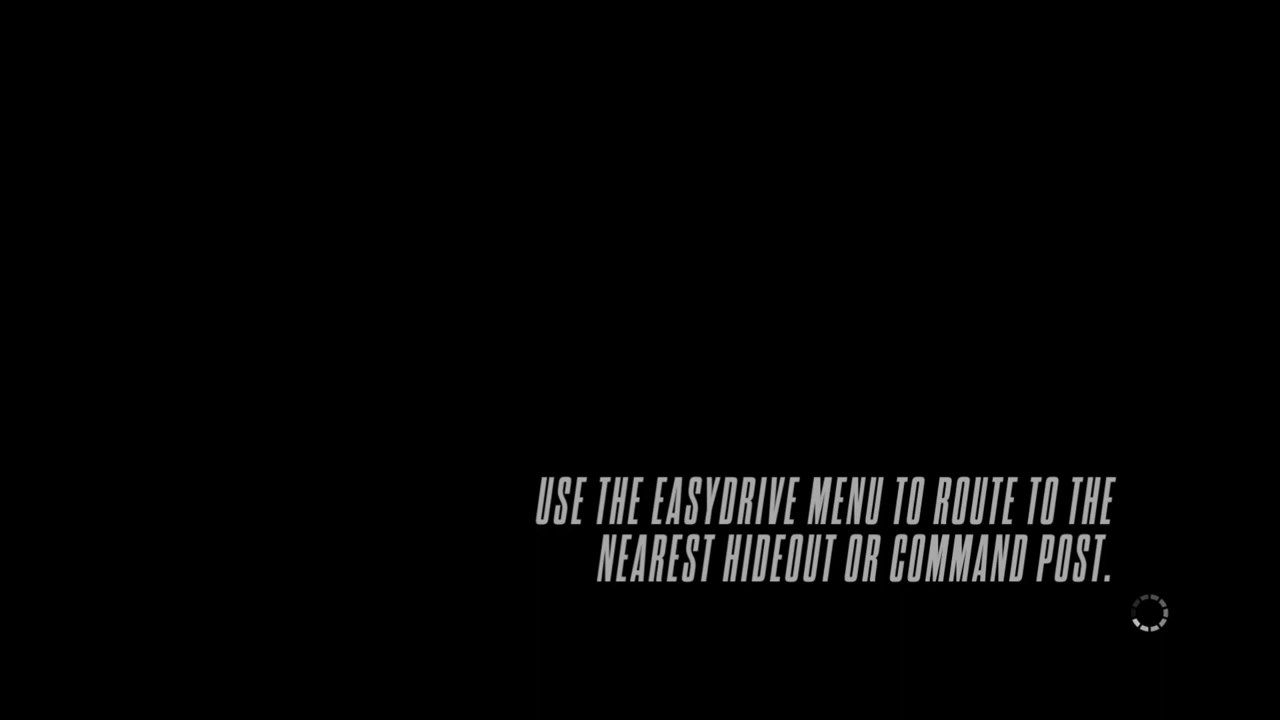 USE THE EASYDRIVE MENU TO ROUTE TO THE
NEAREST HIDEOUT OR COMMAND POST.